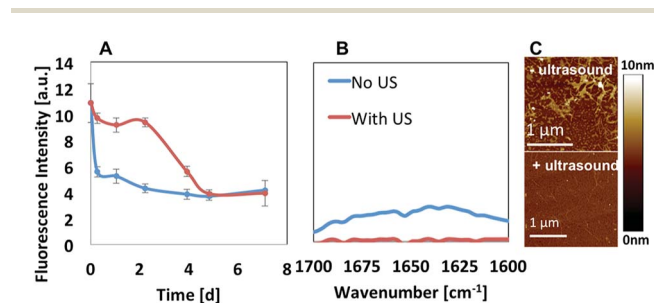 A
Fluorescence Intensity [a.u.]
14
12
10
8
6
4
2
0
0 2 4 6 8
Time [d]
B
No US
With US
1700 1675 1650 1625 1600
Wavenumber [cm-1]
C
- ultrasound
1 µm
+ ultrasound
1 µm
10nm
0nm